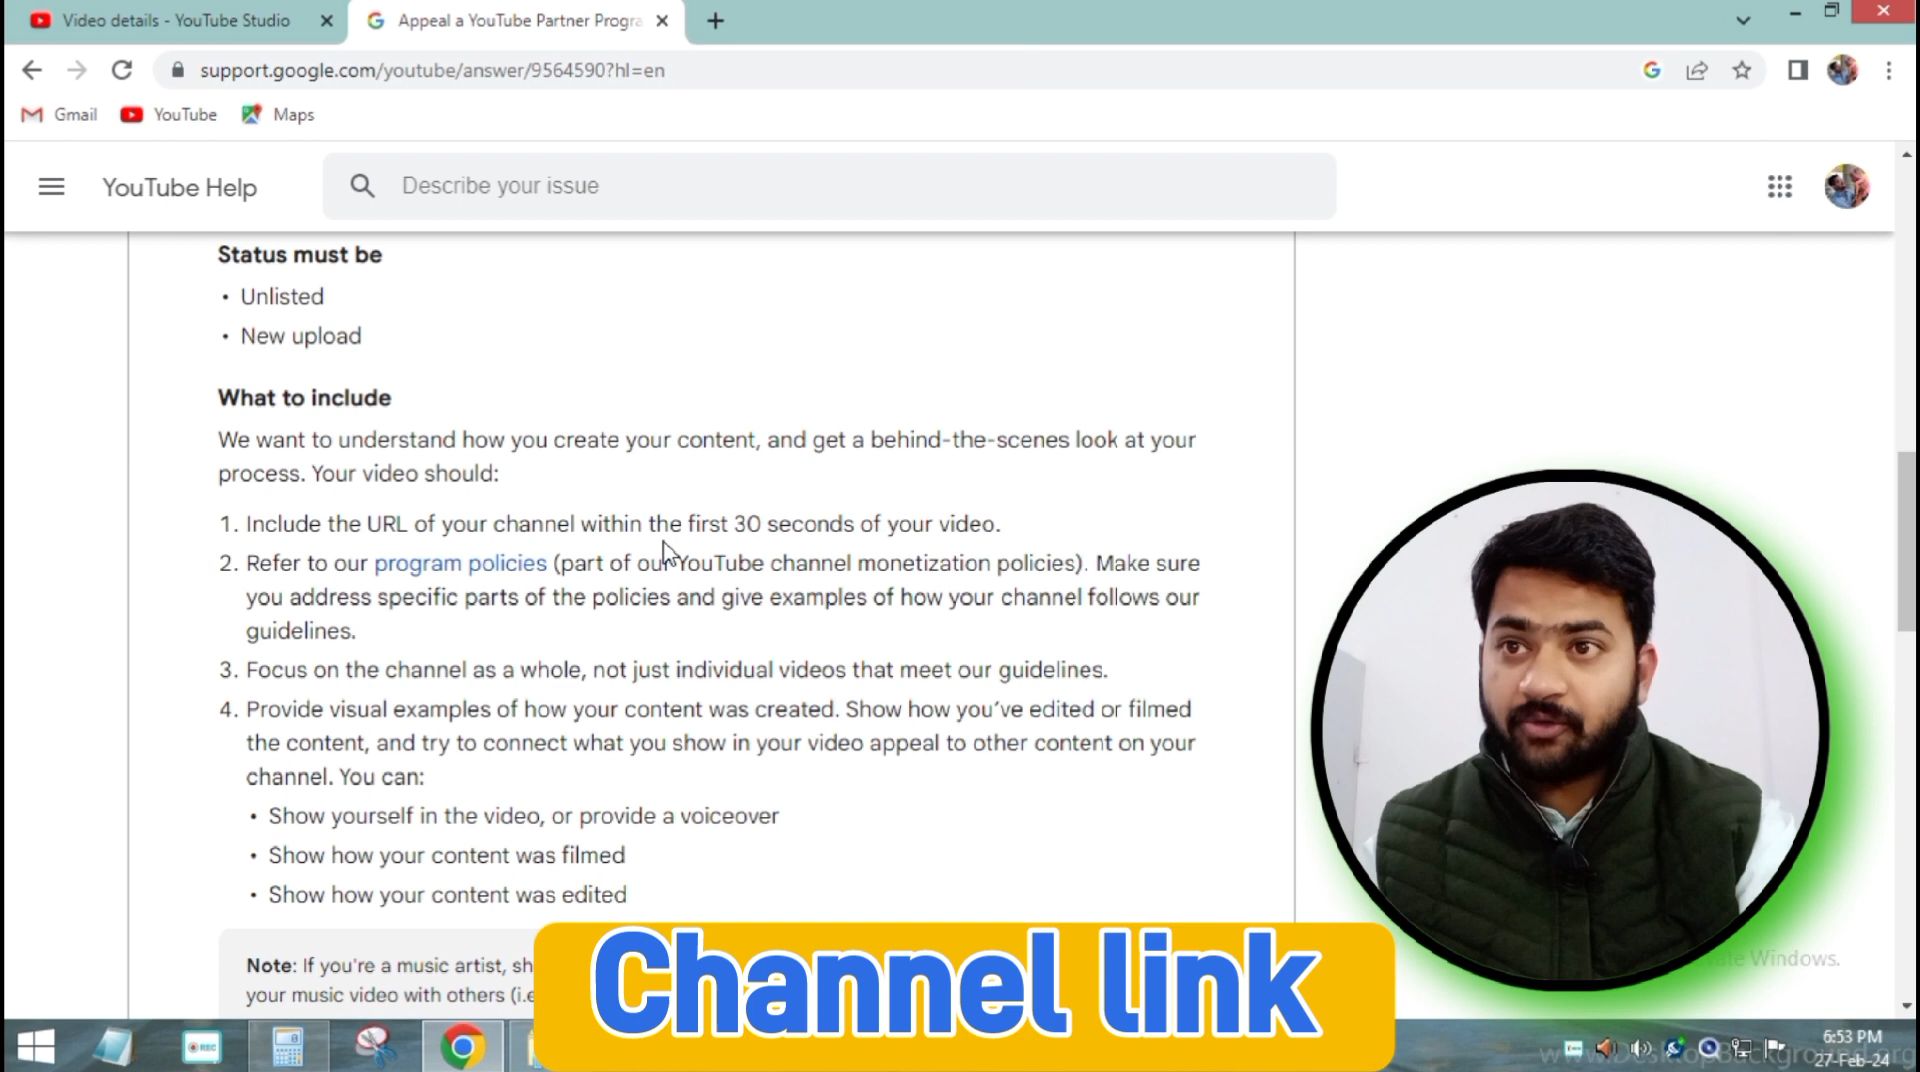 Video details - YouTube Studio
Appeal a YouTube Partner Progra
support.google.com/youtube/answer/9564590?hl=en
Gmail
YouTube
Maps
YouTube Help
Describe your issue
Status must be
• Unlisted
• New upload
What to include
We want to understand how you create your content, and get a behind-the-scenes look at your
process. Your video should:
1. Include the URL of your channel within the first 30 seconds of your video.
2. Refer to our program policies (part of our YouTube channel monetization policies). Make sure
you address specific parts of the policies and give examples of how your channel follows our
guidelines.
3. Focus on the channel as a whole, not just individual videos that meet our guidelines.
4. Provide visual examples of how your content was created. Show how you've edited or filmed
the content, and try to connect what you show in your video appeal to other content on your
channel. You can:
• Show yourself in the video, or provide a voiceover
• Show how your content was filmed
• Show how your content was edited
Note: If you're a music artist, sh
your music video with others (i.e
Channel link
Windows.
REC
6:53 PM
27-Feb-24